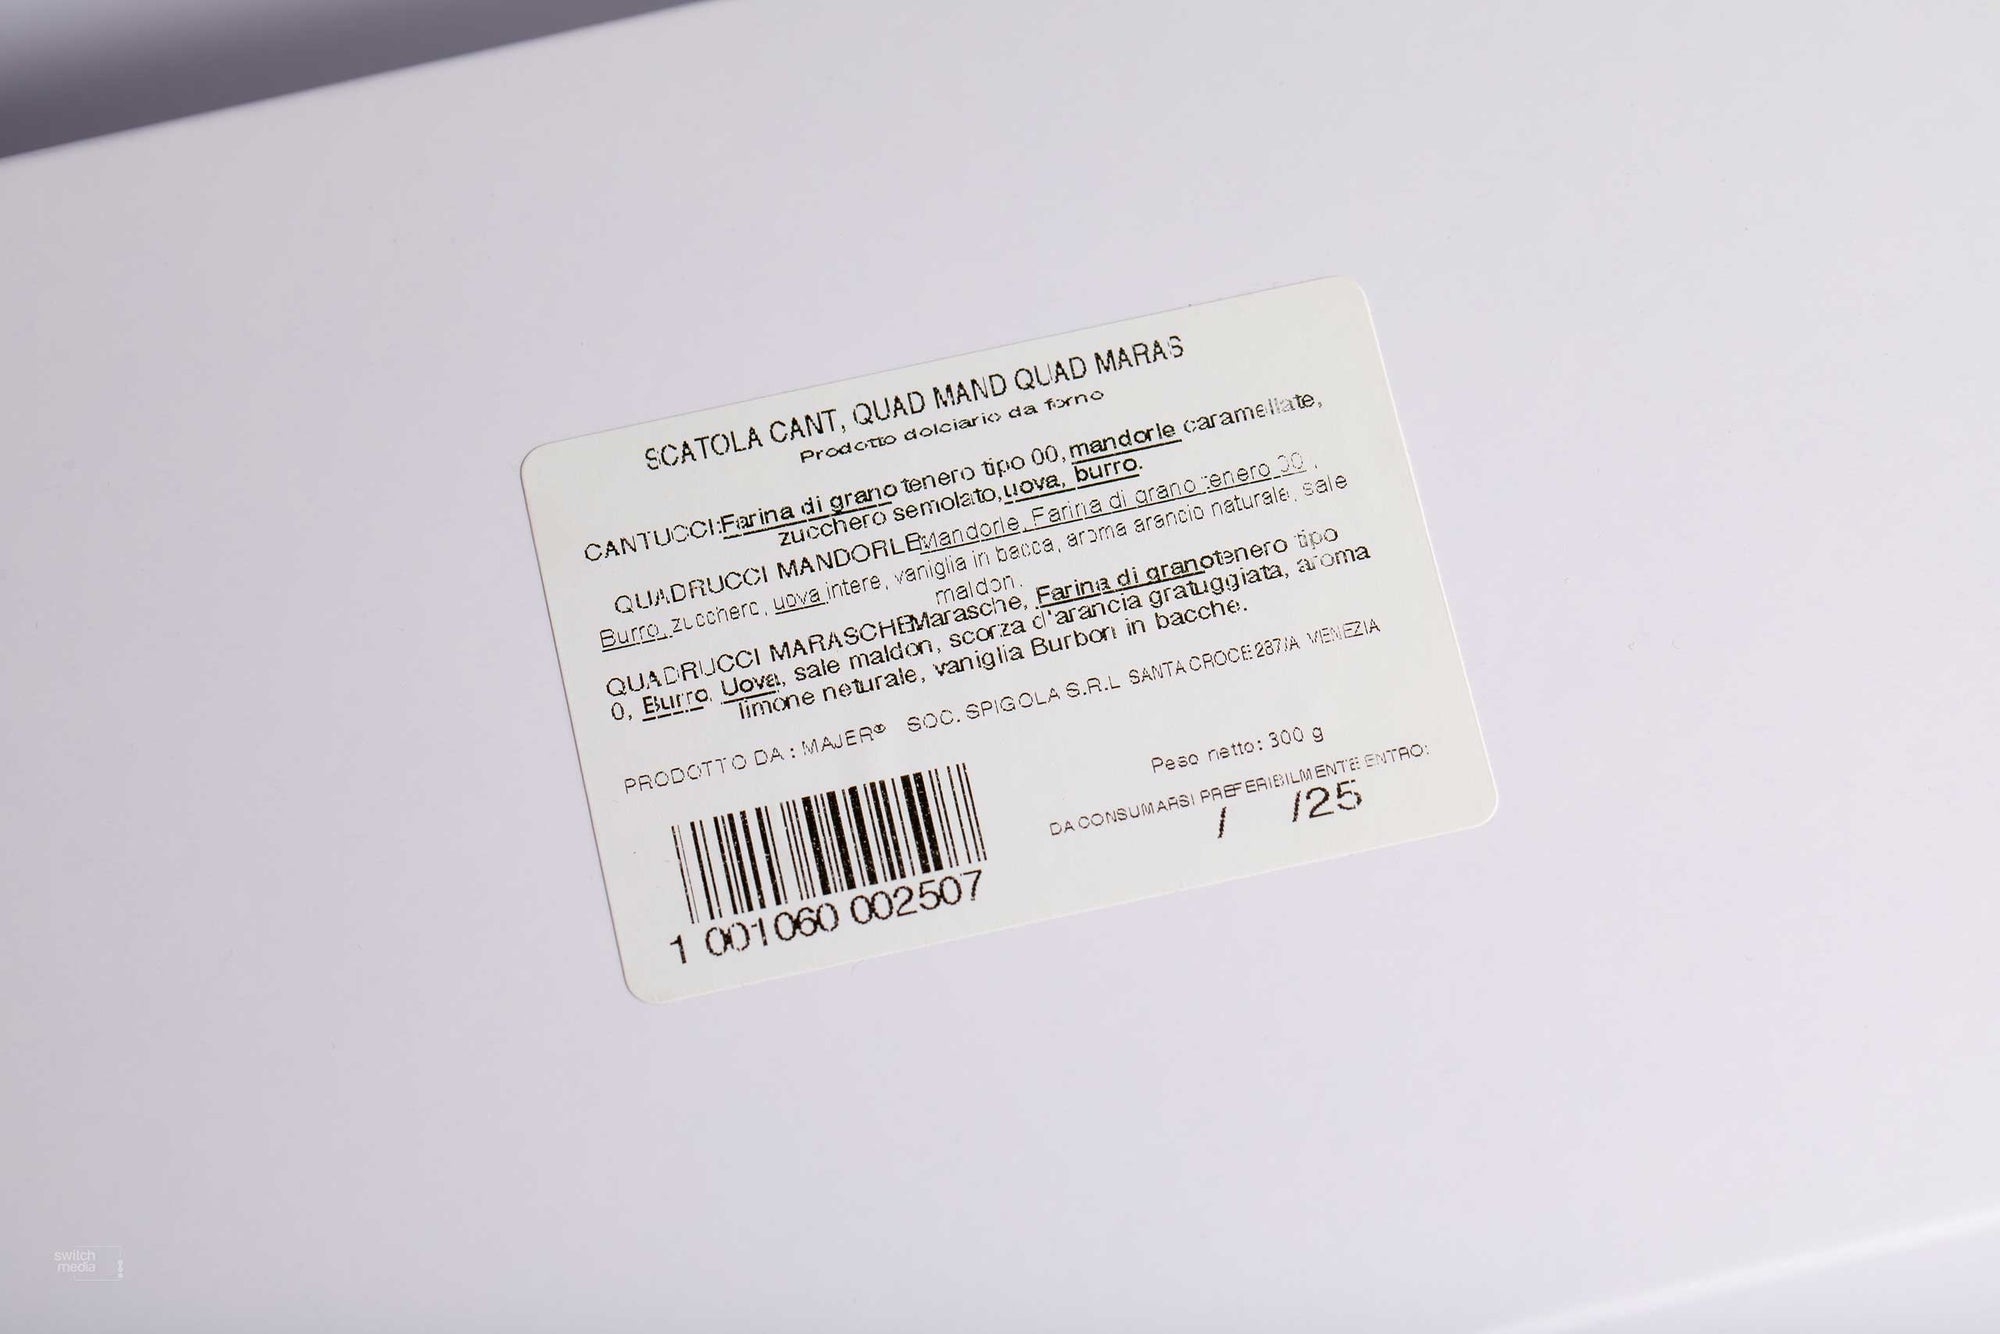 SCATOLA CANT, QUAD MAND QUAD MARAS
Prodotto dolciario da forno
CANTUCCI:Farina di grano tenero tipo 00, mandorle caramellate,
zucchero semolato,uova, burro.
QUADRUCCI MANDORLE:Mandorle, Farina di grano tenero 00 ,
Burro,zucchero, uova intere, vaniglia in bacca, aroma arancio naturale, sale
maldon.
QUADRUCCI MARASCHE:Marasche, Farina di granotenero tipo
0, Burro, Uova, sale maldon, scorza d'arancia gratuggiata, aroma
limone neturale, vaniglia Burbon in bacche.
PRODOTTO DA : MAJER® SOC. SPIGOLA S.R.L SANTA CROCE 287/A VENEZIA
Peso netto: 300 g
DA CONSUMARSI PREFERIBILMENTE ENTRO:
/ /25
1 001060 002507
switch
media